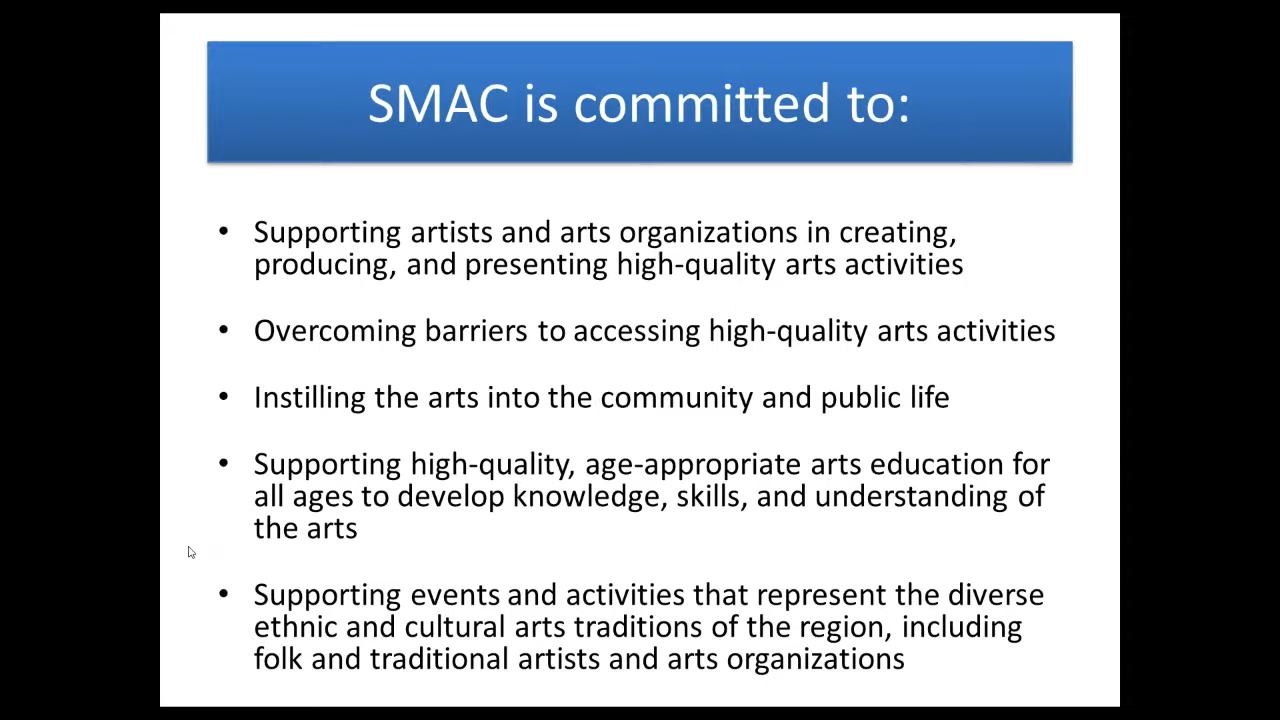 SMAC is committed to:
• Supporting artists and arts organizations in creating,
producing, and presenting high-quality arts activities
• Overcoming barriers to accessing high-quality arts activities
• Instilling the arts into the community and public life
• Supporting high-quality, age-appropriate arts education for
all ages to develop knowledge, skills, and understanding of
the arts
• Supporting events and activities that represent the diverse
ethnic and cultural arts traditions of the region, including
folk and traditional artists and arts organizations